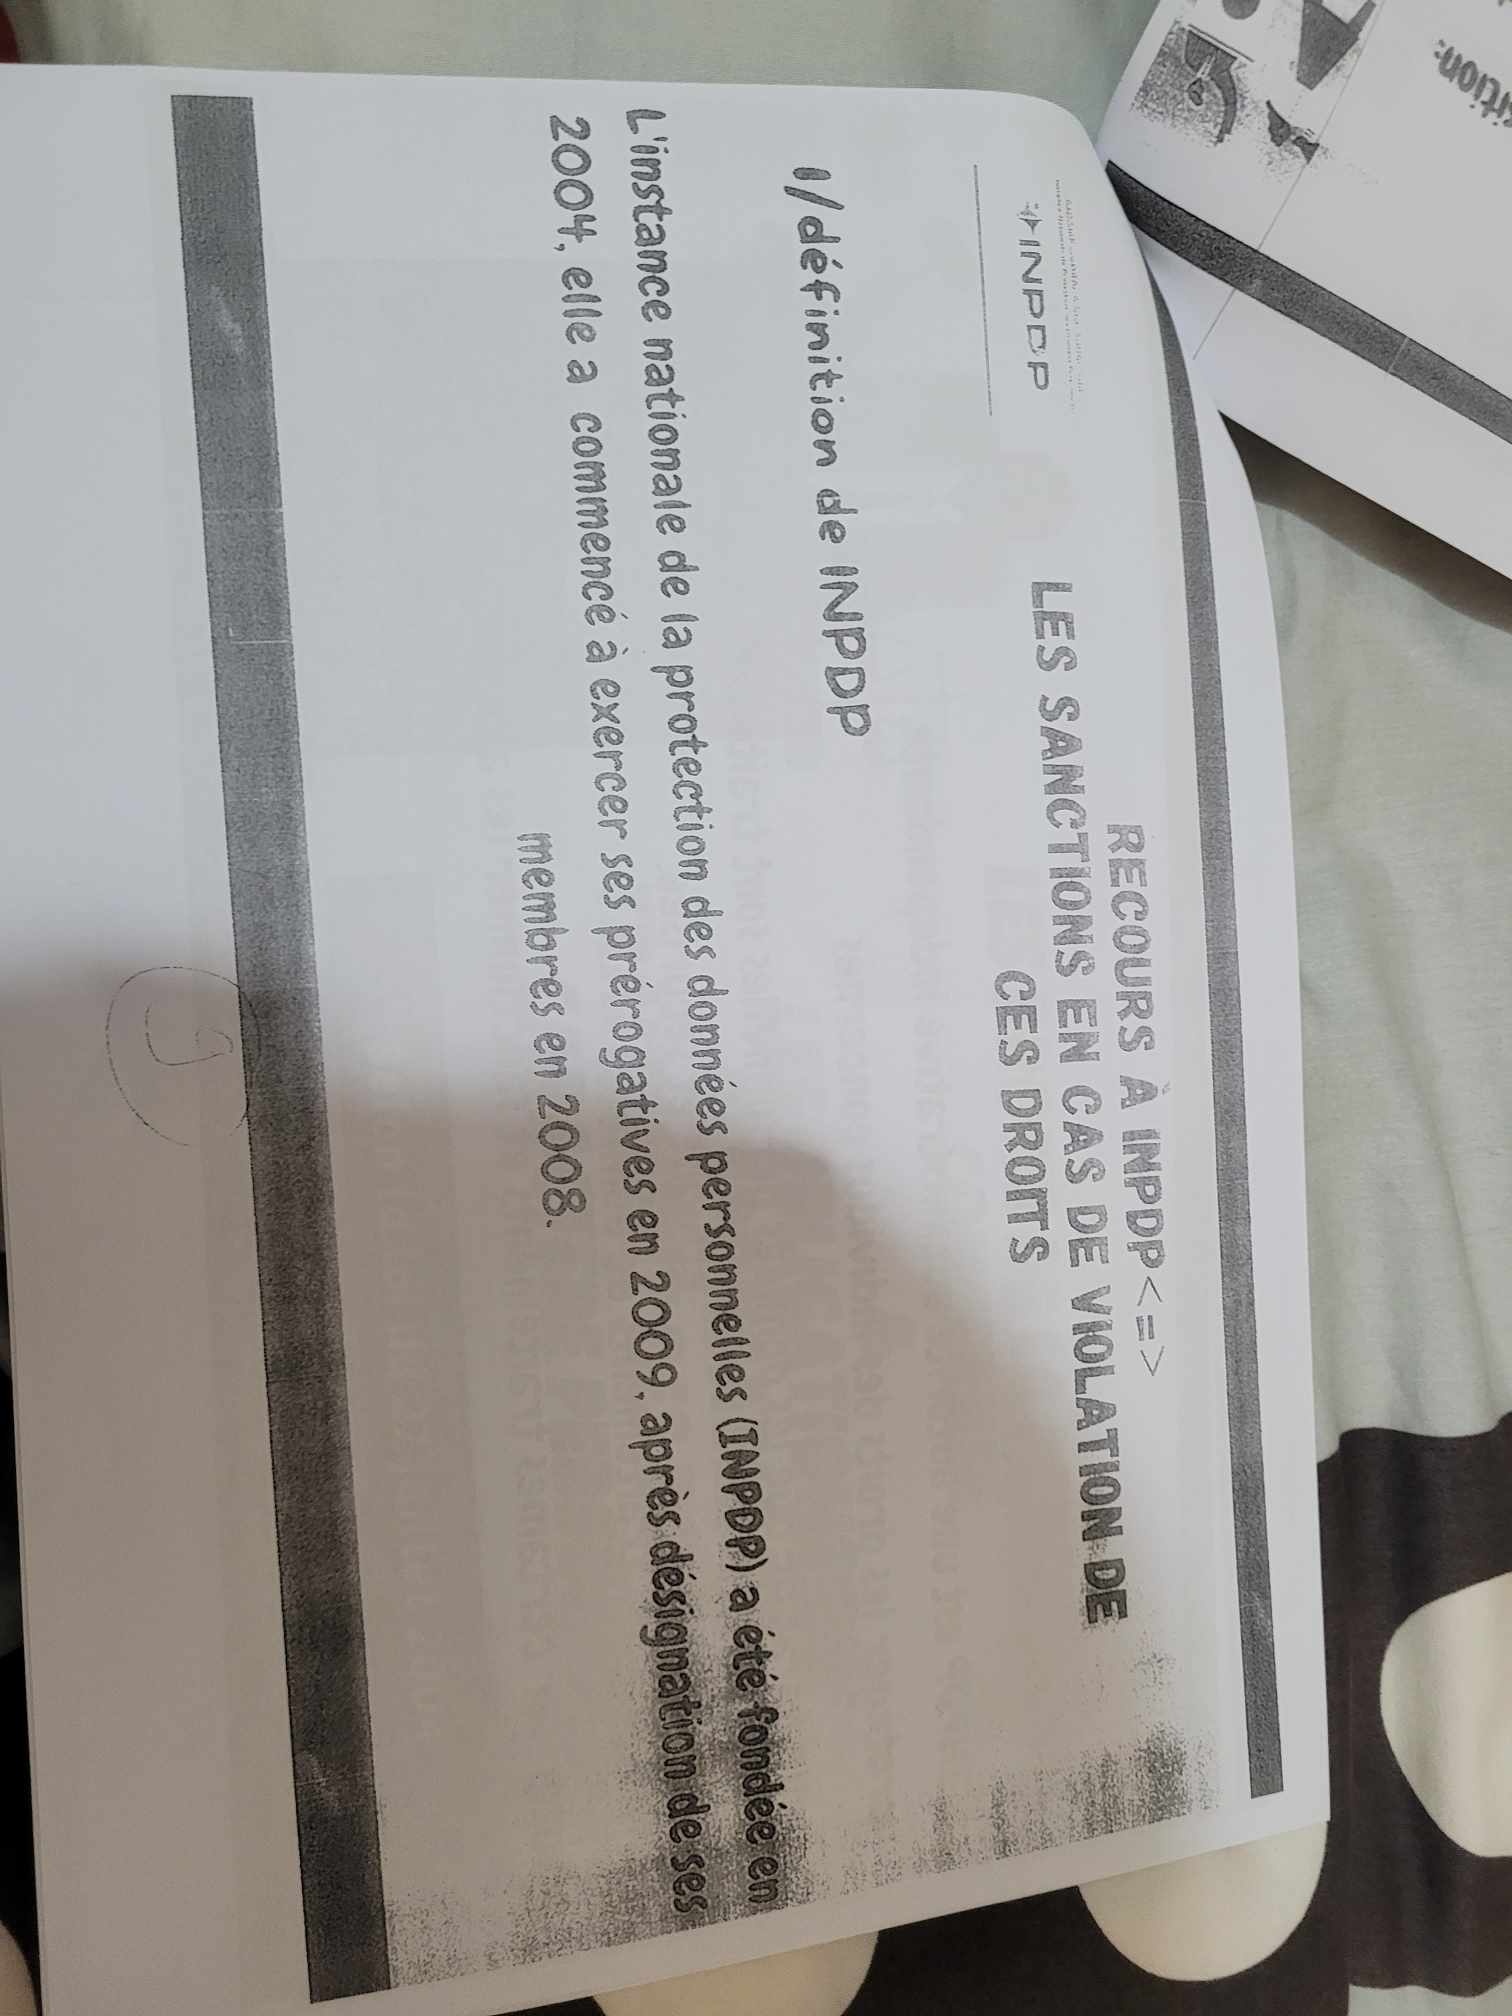 rtion:
INPDP
RECOURS À INPDP<=>
LES SANCTIONS EN CAS DE VIOLATION DE
CES DROITS
1/définition de INPDP
L'instance nationale de la protection des données personnelles (INPDP) a été fondée en
2004, elle a commencé à exercer ses prérogatives en 2009, après désignation de ses
membres en 2008.
9